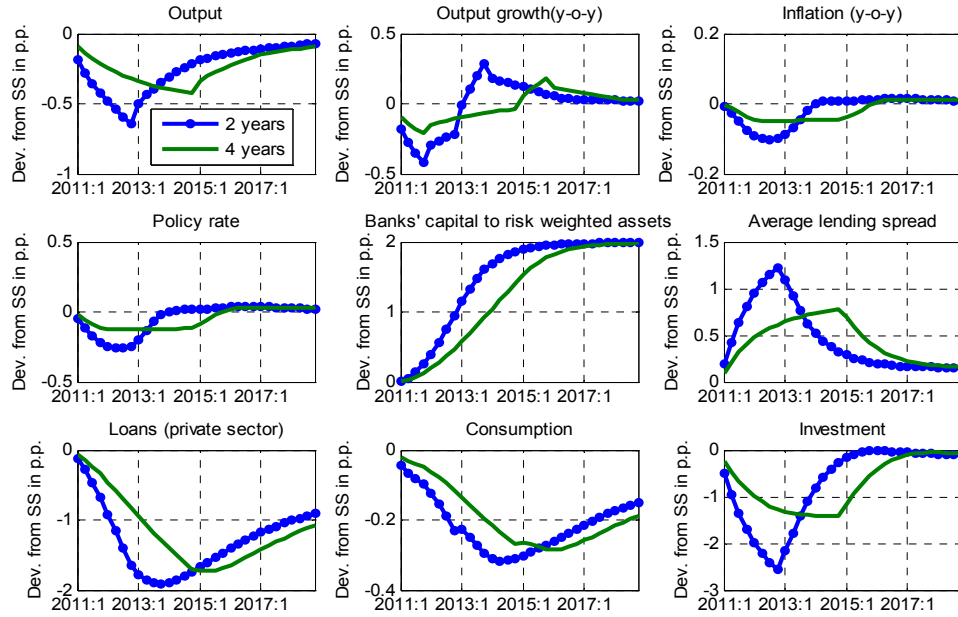 Output
Dev. from SS in p.p.
0
-0.5
-1
2 years
4 years
2011:1 2013:1 2015:1 2017:1
Output growth(y-o-y)
Dev. from SS in p.p.
0.5
0
0.5
2011:1 2013:1 2015:1 2017:1
Inflation (y-o-y)
Dev. from SS in p.p.
0.2
0
0.2
2011:1 2013:1 2015:1 2017:1
Policy rate
Dev. from SS in p.p.
0.5
0
-0.5
2011:1 2013:1 2015:1 2017:1
Banks' capital to risk weighted assets
Dev. from SS in p.p.
2
1
0
2011:1 2013:1 2015:1 2017:1
Average lending spread
Dev. from SS in p.p.
1.5
1
0.5
0
2011:1 2013:1 2015:1 2017:1
Loans (private sector)
Dev. from SS in p.p.
0
-1
-2
2011:1 2013:1 2015:1 2017:1
Consumption
Dev. from SS in p.p.
0
-0.2
-0.4
2011:1 2013:1 2015:1 2017:1
Investment
Dev. from SS in p.p.
0
-1
-2
-3
2011:1 2013:1 2015:1 2017:1